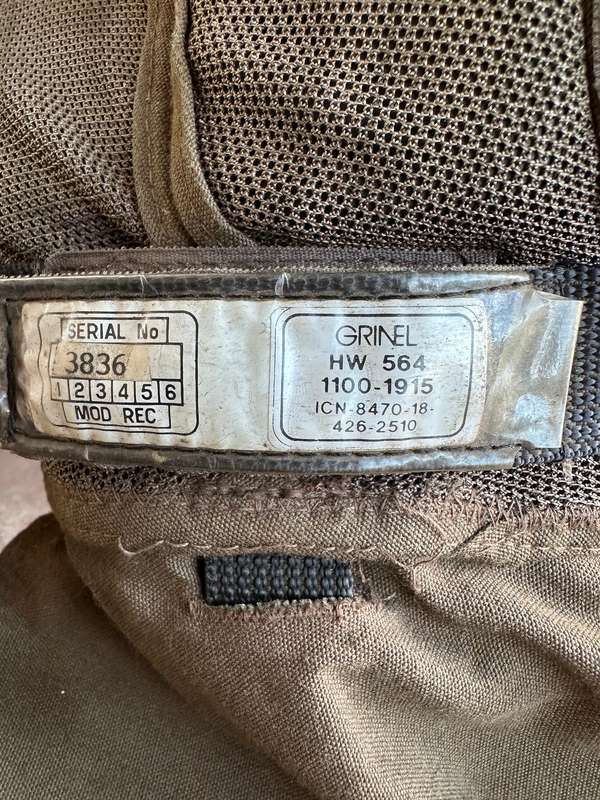 SERIAL No
3836
1 2 3 4 5 6
MOD REC
GRINEL
HW 564
1100-1915
ICN-8470-18-
426-2510